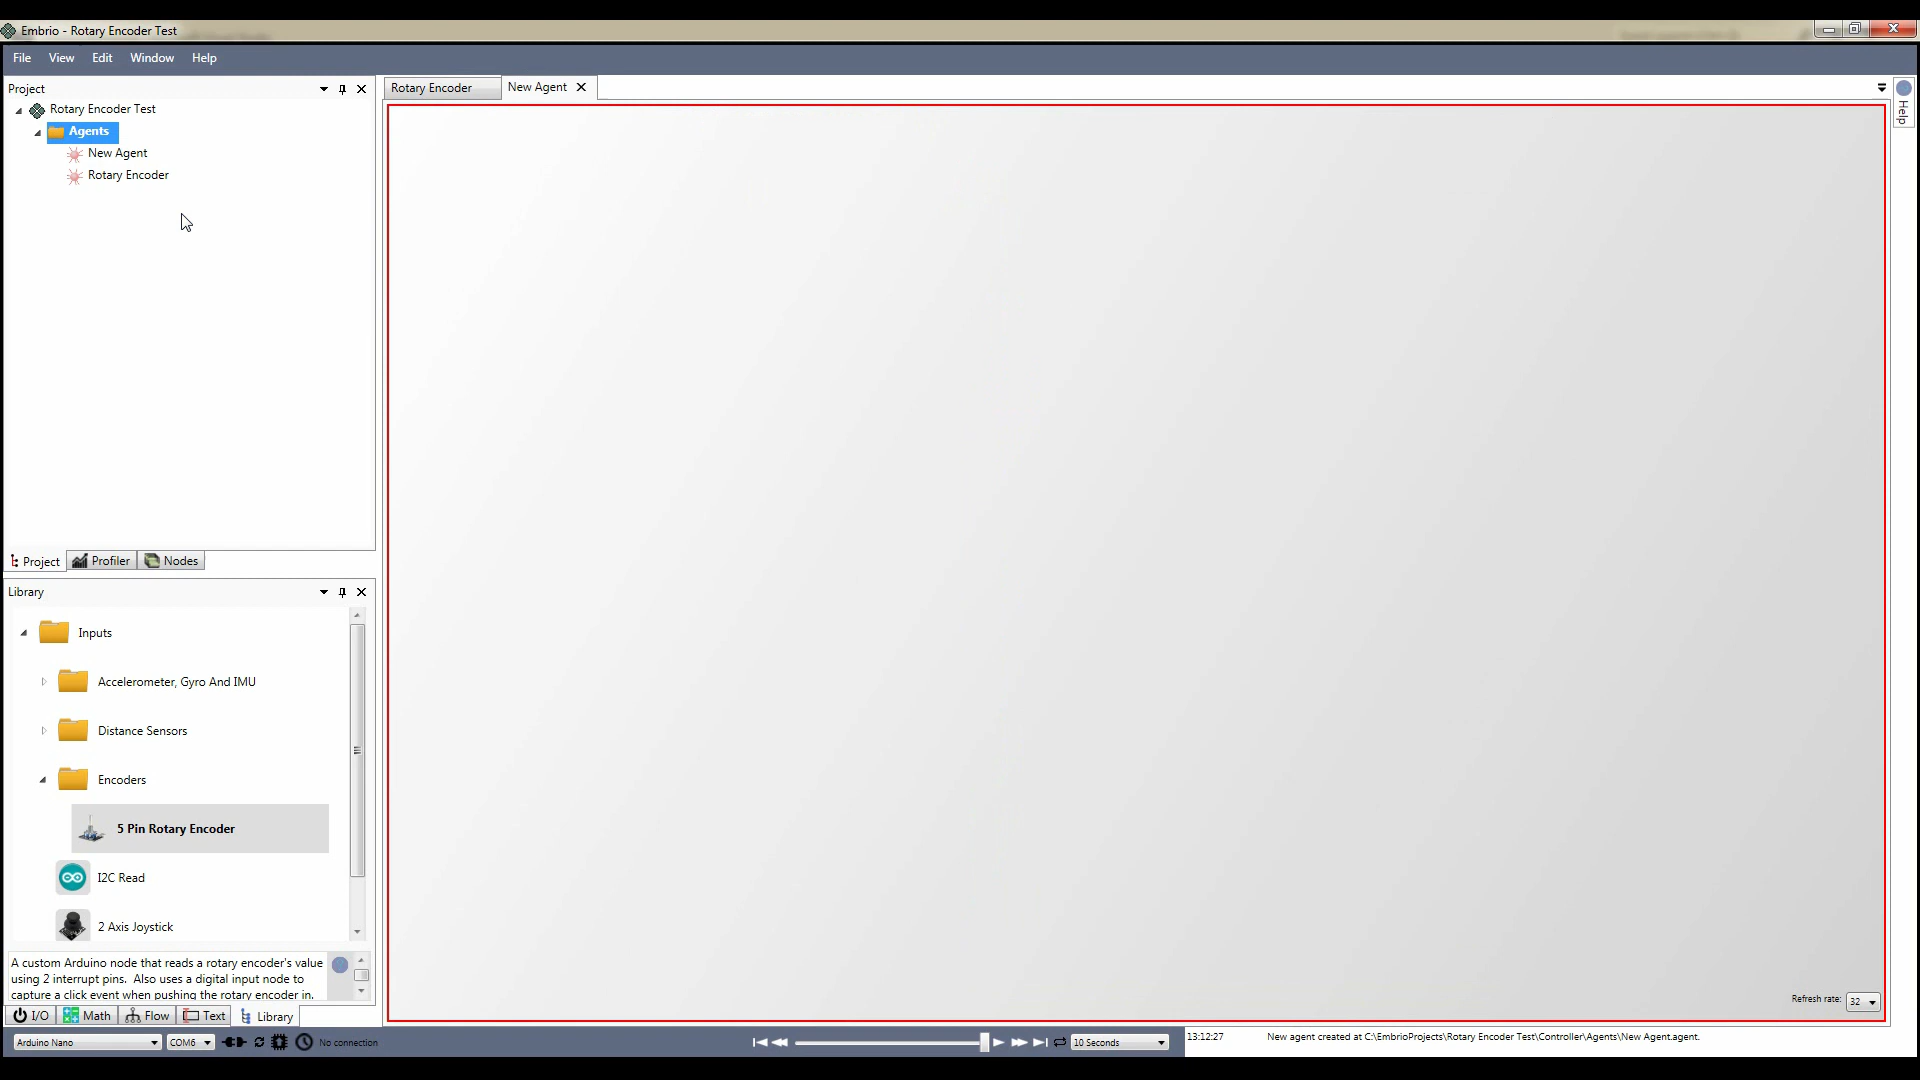 Embrio - Rotary Encoder Test
File View Edit Window Help
Project
Rotary Encoder Test
Agents
New Agent
Rotary Encoder
Project Profiler Nodes
Library
Inputs
Accelerometer, Gyro And IMU
Distance Sensors
Encoders
5 Pin Rotary Encoder
I2C Read
2 Axis Joystick
A custom Arduino node that reads a rotary encoder's value
using 2 interrupt pins. Also uses a digital input node to
capture a click event when pushing the rotary encoder in.
I/O Math Flow Text Library
Rotary Encoder New Agent
Help
Refresh rate: 32
Arduino Nano COM6 No connection
10 Seconds
13:12:27 New agent created at C:\EmbrioProjects\Rotary Encoder Test\Controller\Agents\New Agent.agent.